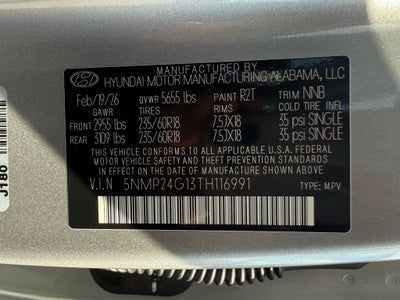 MANUFACTURED BY
HYUNDAI MOTOR MANUFACTURING ALABAMA, LLC
Feb/19/26 GVWR 5655 lbs PAINT R2T TRIM NNB
GAWR TIRES RIMS COLD TIRE INFL
FRONT 2955 lbs 235/60R18 7.5JX18 35 psi SINGLE
REAR 3109 lbs 235/60R18 7.5JX18 35 psi SINGLE
THIS VEHICLE CONFORMS TO ALL APPLICABLE U.S. FEDERAL
MOTOR VEHICLE SAFETY AND THEFT PREVENTION STANDARDS
IN EFFECT ON THE DATE OF MANUFACTURE SHOWN ABOVE.
V.I.N 5NMP24G13TH116991 TYPE: MPV
J180